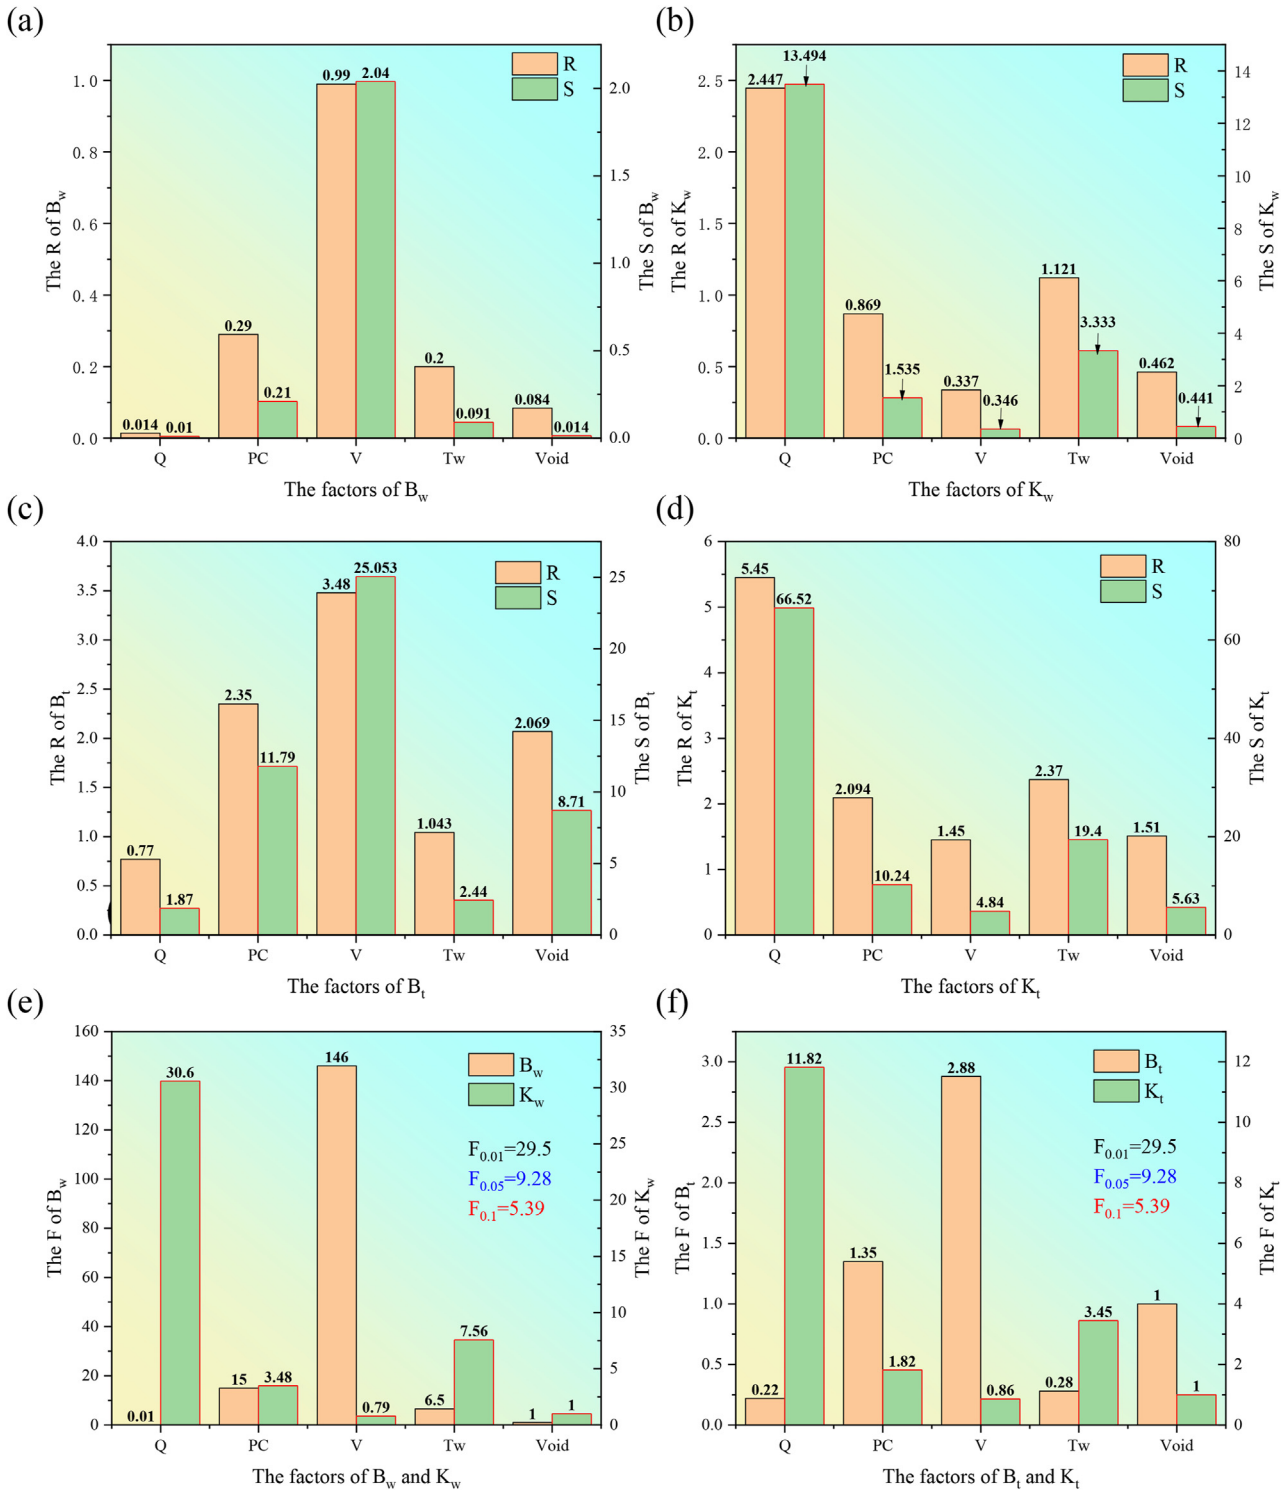 (a)
R
S
1.0
0.8
0.6
0.4
0.2
0.0
2.0
1.5
1.0
0.5
0.0
0.014
0.01
0.29
0.21
0.99
2.04
0.2
0.091
0.084
0.014
Q
PC
V
Tw
Void
The R of Bw
The S of Bw
The factors of Bw
(b)
R
S
2.5
2.0
1.5
1.0
0.5
0.0
14
12
10
8
6
4
2
0
2.447
13.494
0.869
1.535
0.337
0.346
1.121
3.333
0.462
0.441
Q
PC
V
Tw
Void
The R of Kw
The S of Kw
The factors of Kw
(c)
R
S
4.0
3.5
3.0
2.5
2.0
1.5
1.0
0.5
0.0
25
20
15
10
5
0
0.77
1.87
2.35
11.79
3.48
25.053
1.043
2.44
2.069
8.71
Q
PC
V
Tw
Void
The R of Bt
The S of Bt
The factors of Bt
(d)
R
S
6
5
4
3
2
1
0
80
60
40
20
0
5.45
66.52
2.094
10.24
1.45
4.84
2.37
19.4
1.51
5.63
Q
PC
V
Tw
Void
The R of Kt
The S of Kt
The factors of Kt
(e)
Bw
Kw
F0.01=29.5
F0.05=9.28
F0.1=5.39
160
140
120
100
80
60
40
20
0
35
30
25
20
15
10
5
0
0.01
30.6
15
3.48
146
0.79
6.5
7.56
1
1
Q
PC
V
Tw
Void
The F of Bw
The F of Kw
The factors of Bw and Kw
(f)
Bt
Kt
F0.01=29.5
F0.05=9.28
F0.1=5.39
3.0
2.5
2.0
1.5
1.0
0.5
0.0
12
10
8
6
4
2
0
0.22
11.82
1.35
1.82
2.88
0.86
0.28
3.45
1
1
Q
PC
V
Tw
Void
The F of Bt
The F of Kt
The factors of Bt and Kt